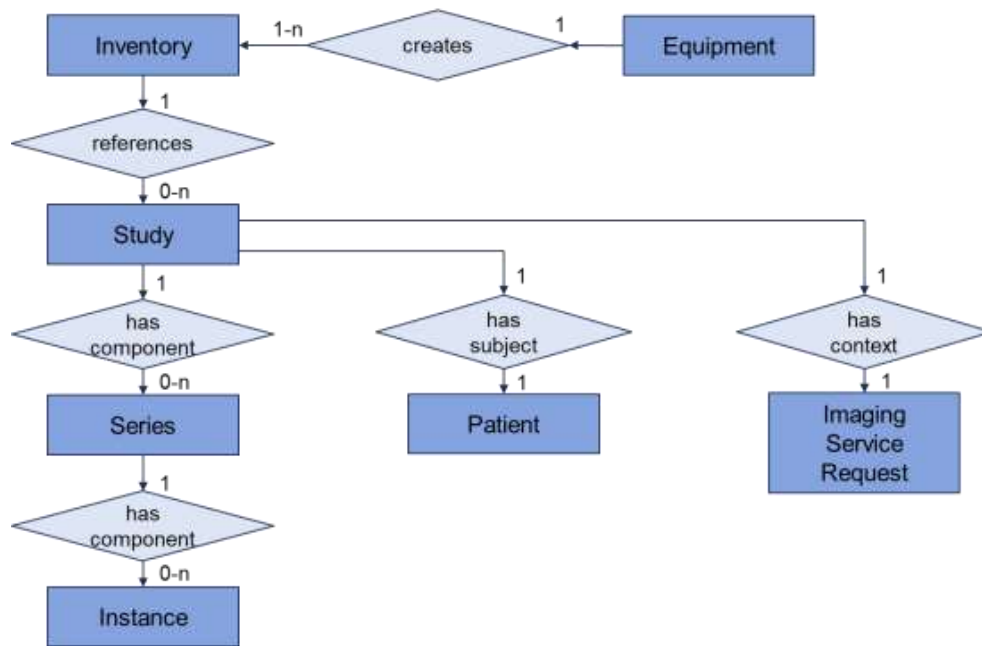 Inventory
1-n
creates
1
Equipment
1
references
0-n
Study
1
1
1
has
component
has
subject
has
context
0-n
1
1
Series
Patient
Imaging
Service
Request
1
has
component
0-n
Instance